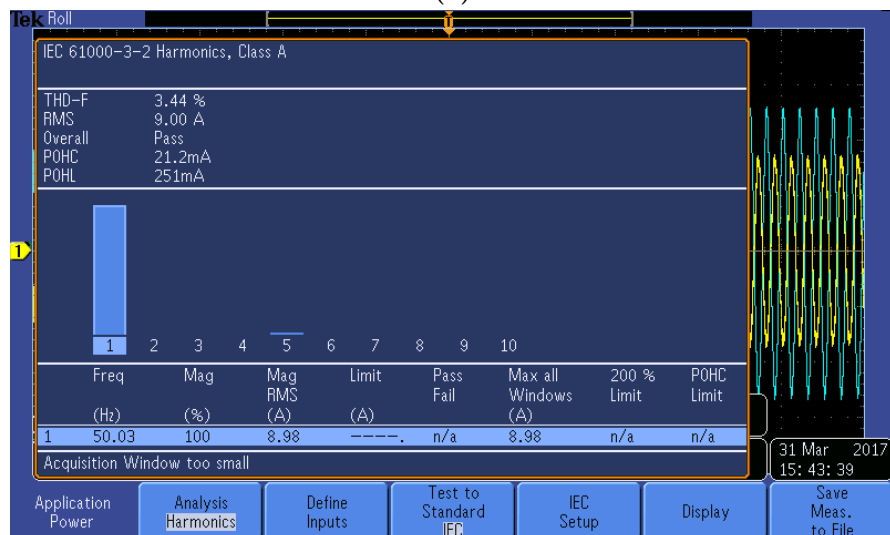 Tek Roll
T
IEC 61000-3-2 Harmonics, Class A
THD-F 3.44 %
RMS 9.00 A
Overall Pass
POHC 21.2mA
POHL 251mA
1
1 2 3 4 5 6 7 8 9 10
Freq Mag Mag Limit Pass Max all 200 % POHC
RMS Fail Windows Limit Limit
(Hz) (%) (A) (A) (A)
1 50.03 100 8.98 ----. n/a 8.98 n/a n/a
Acquisition Window too small
31 Mar 2017
15:43:39
Application Analysis Define Test to IEC Display Save
Power Harmonics Inputs Standard Setup Meas.
IEC to File